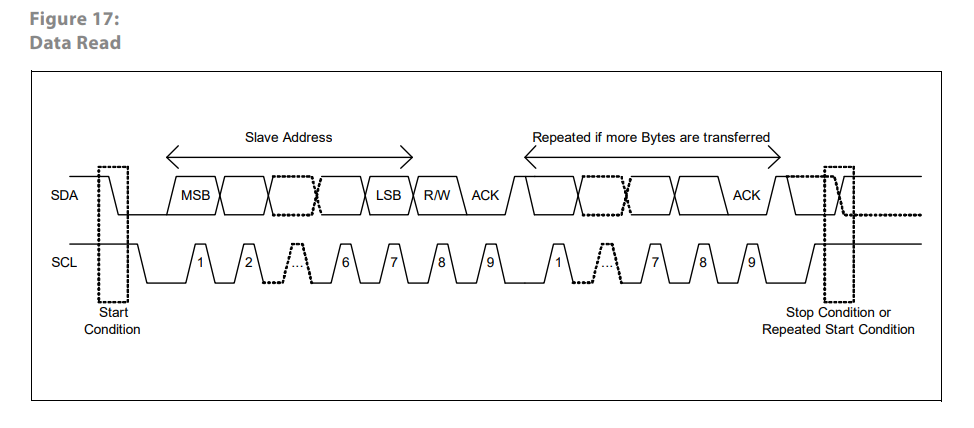 Figure 17:
Data Read
Slave Address
Repeated if more Bytes are transferred
SDA
MSB
LSB
R/W
ACK
ACK
SCL
1
2
...
6
7
8
9
1
...
7
8
9
Start
Condition
Stop Condition or
Repeated Start Condition